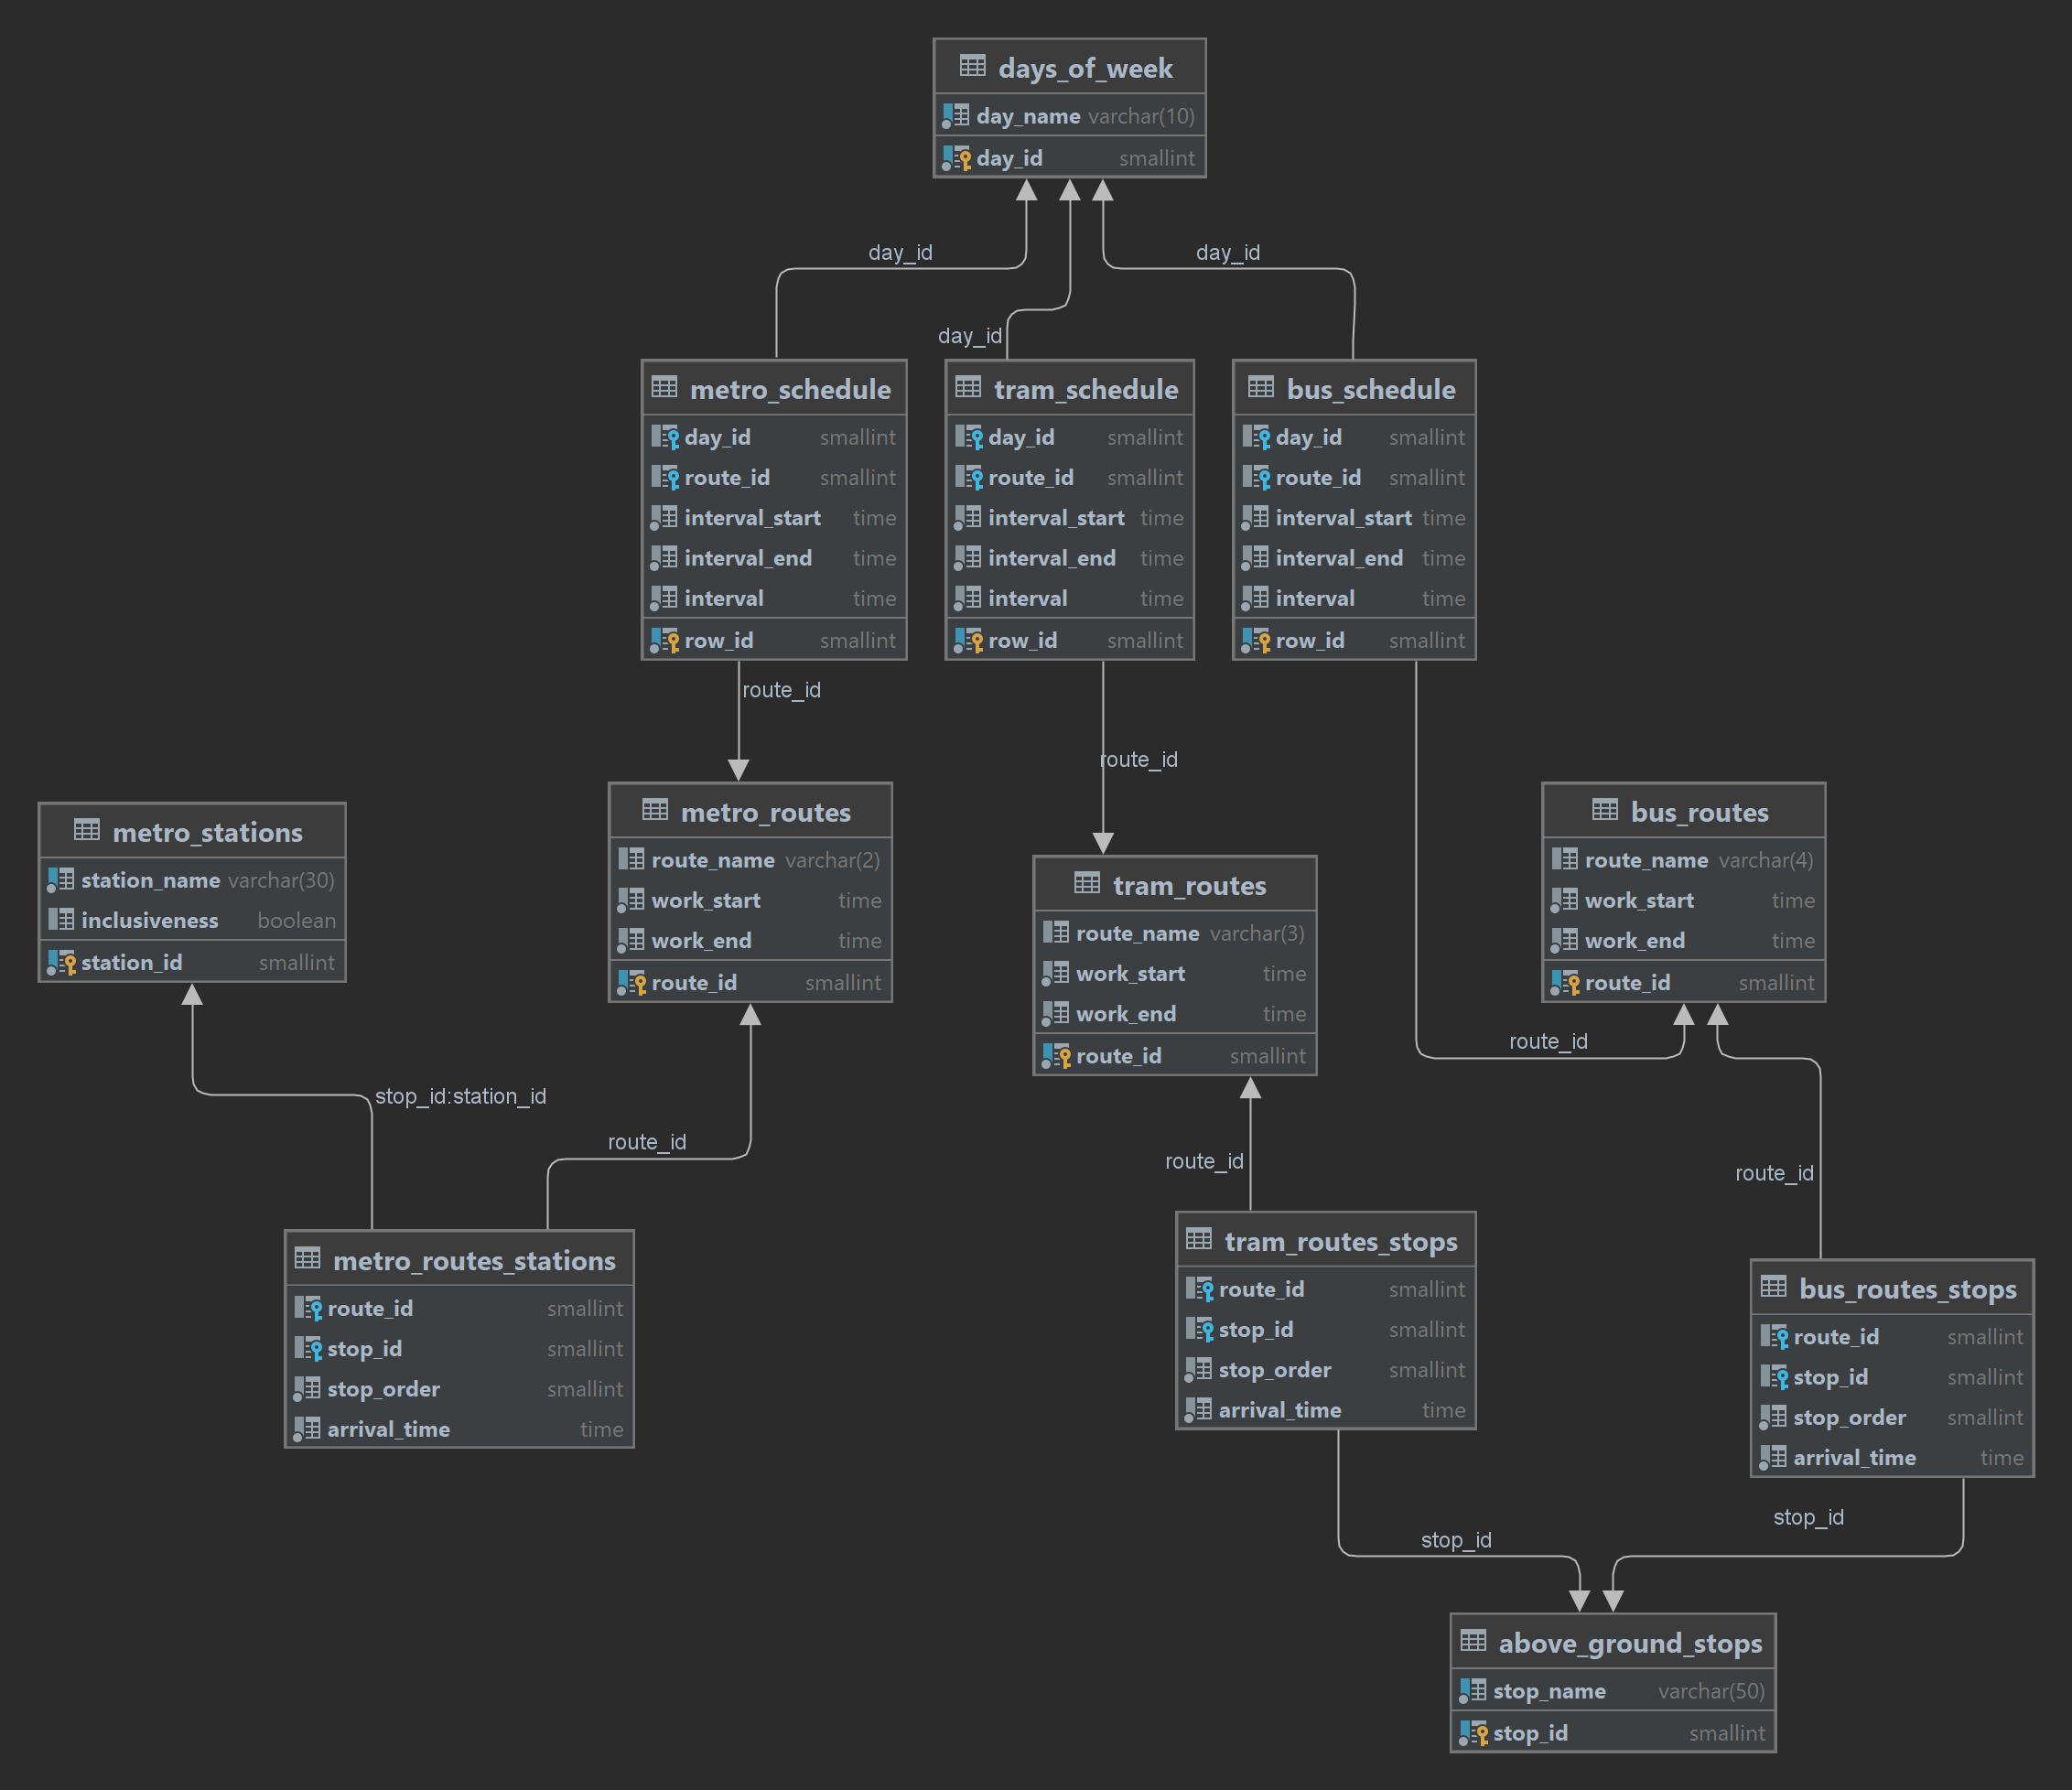 days_of_week
day_name varchar(10)
day_id smallint
day_id
day_id
day_id
metro_schedule
day_id smallint
route_id smallint
interval_start time
interval_end time
interval time
row_id smallint
tram_schedule
day_id smallint
route_id smallint
interval_start time
interval_end time
interval time
row_id smallint
bus_schedule
day_id smallint
route_id smallint
interval_start time
interval_end time
interval time
row_id smallint
route_id
route_id
metro_stations
station_name varchar(30)
inclusiveness boolean
station_id smallint
metro_routes
route_name varchar(2)
work_start time
work_end time
route_id smallint
tram_routes
route_name varchar(3)
work_start time
work_end time
route_id smallint
bus_routes
route_name varchar(4)
work_start time
work_end time
route_id smallint
route_id
stop_id:station_id
route_id
route_id
route_id
metro_routes_stations
route_id smallint
stop_id smallint
stop_order smallint
arrival_time time
tram_routes_stops
route_id smallint
stop_id smallint
stop_order smallint
arrival_time time
bus_routes_stops
route_id smallint
stop_id smallint
stop_order smallint
arrival_time time
stop_id
stop_id
above_ground_stops
stop_name varchar(50)
stop_id smallint